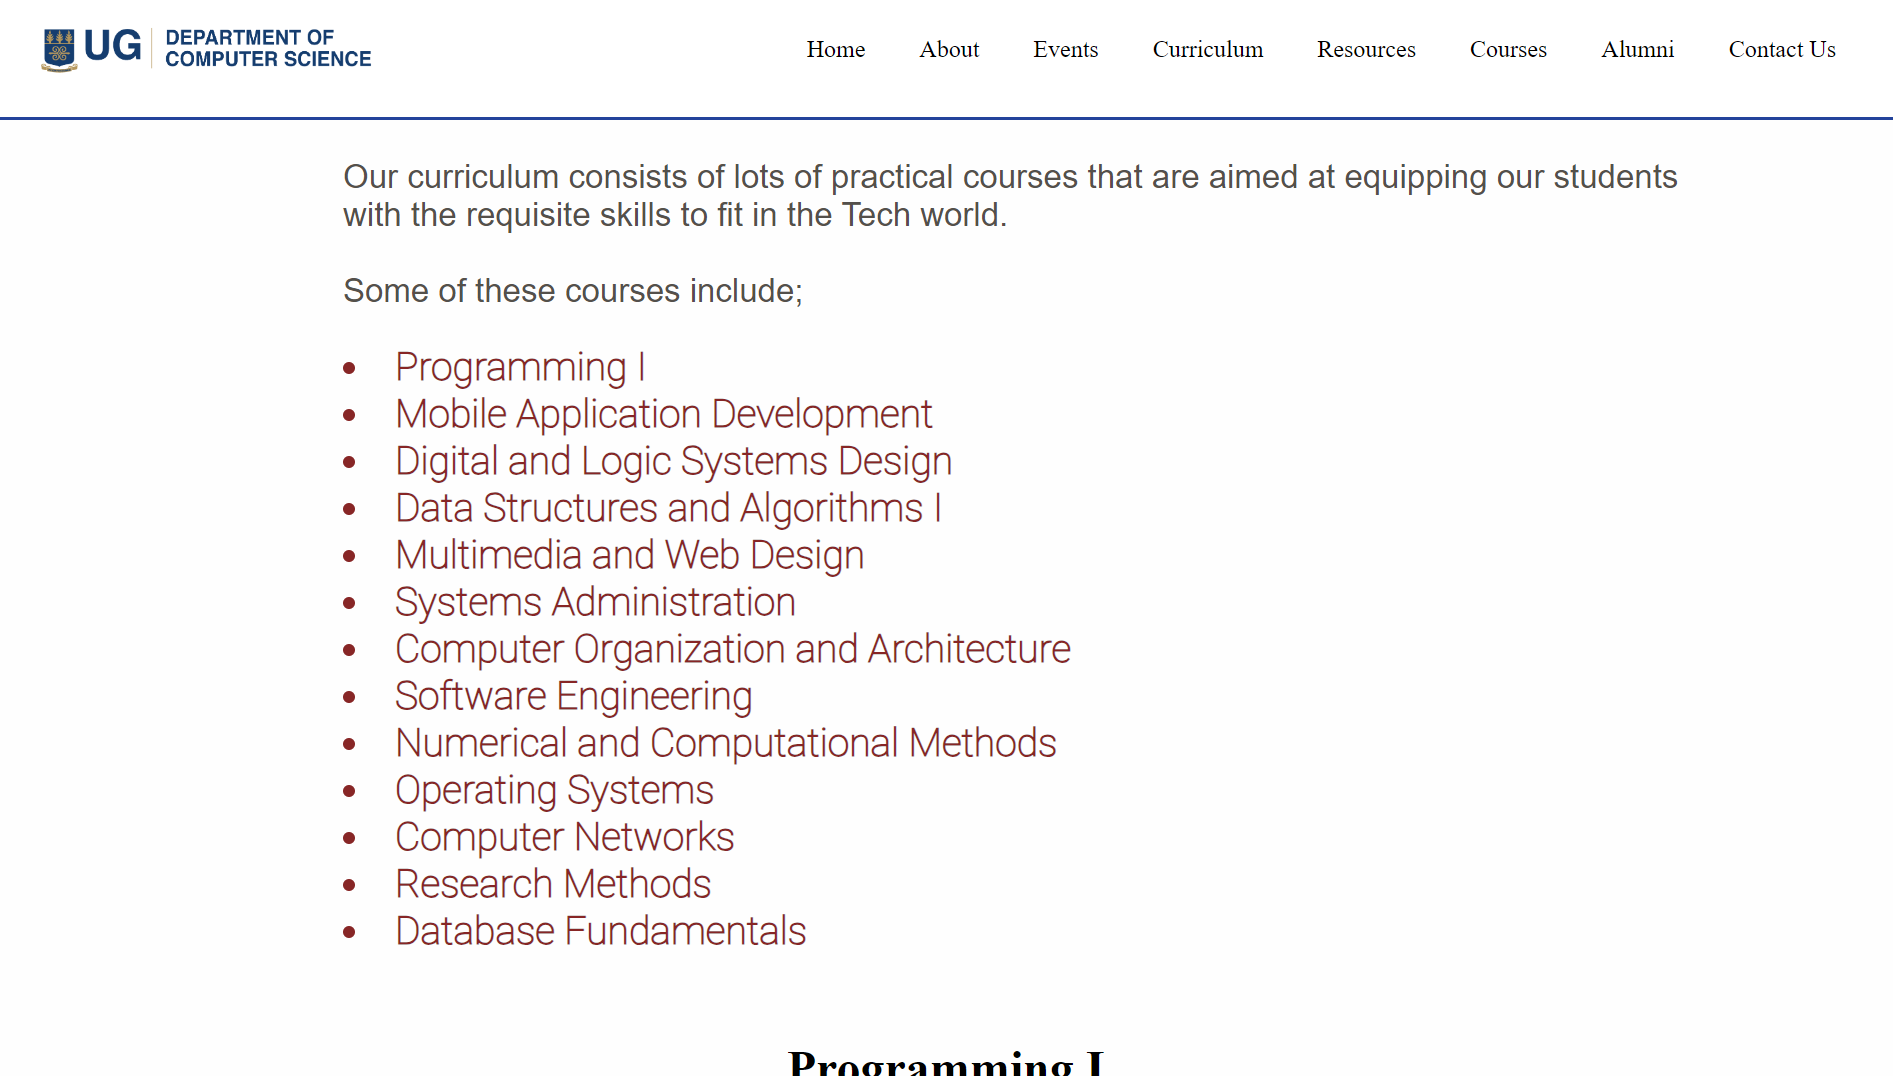 UG DEPARTMENT OF
COMPUTER SCIENCE
Home About Events Curriculum Resources Courses Alumni Contact Us
Our curriculum consists of lots of practical courses that are aimed at equipping our students
with the requisite skills to fit in the Tech world.
Some of these courses include;
Programming I
Mobile Application Development
Digital and Logic Systems Design
Data Structures and Algorithms I
Multimedia and Web Design
Systems Administration
Computer Organization and Architecture
Software Engineering
Numerical and Computational Methods
Operating Systems
Computer Networks
Research Methods
Database Fundamentals
Programming I